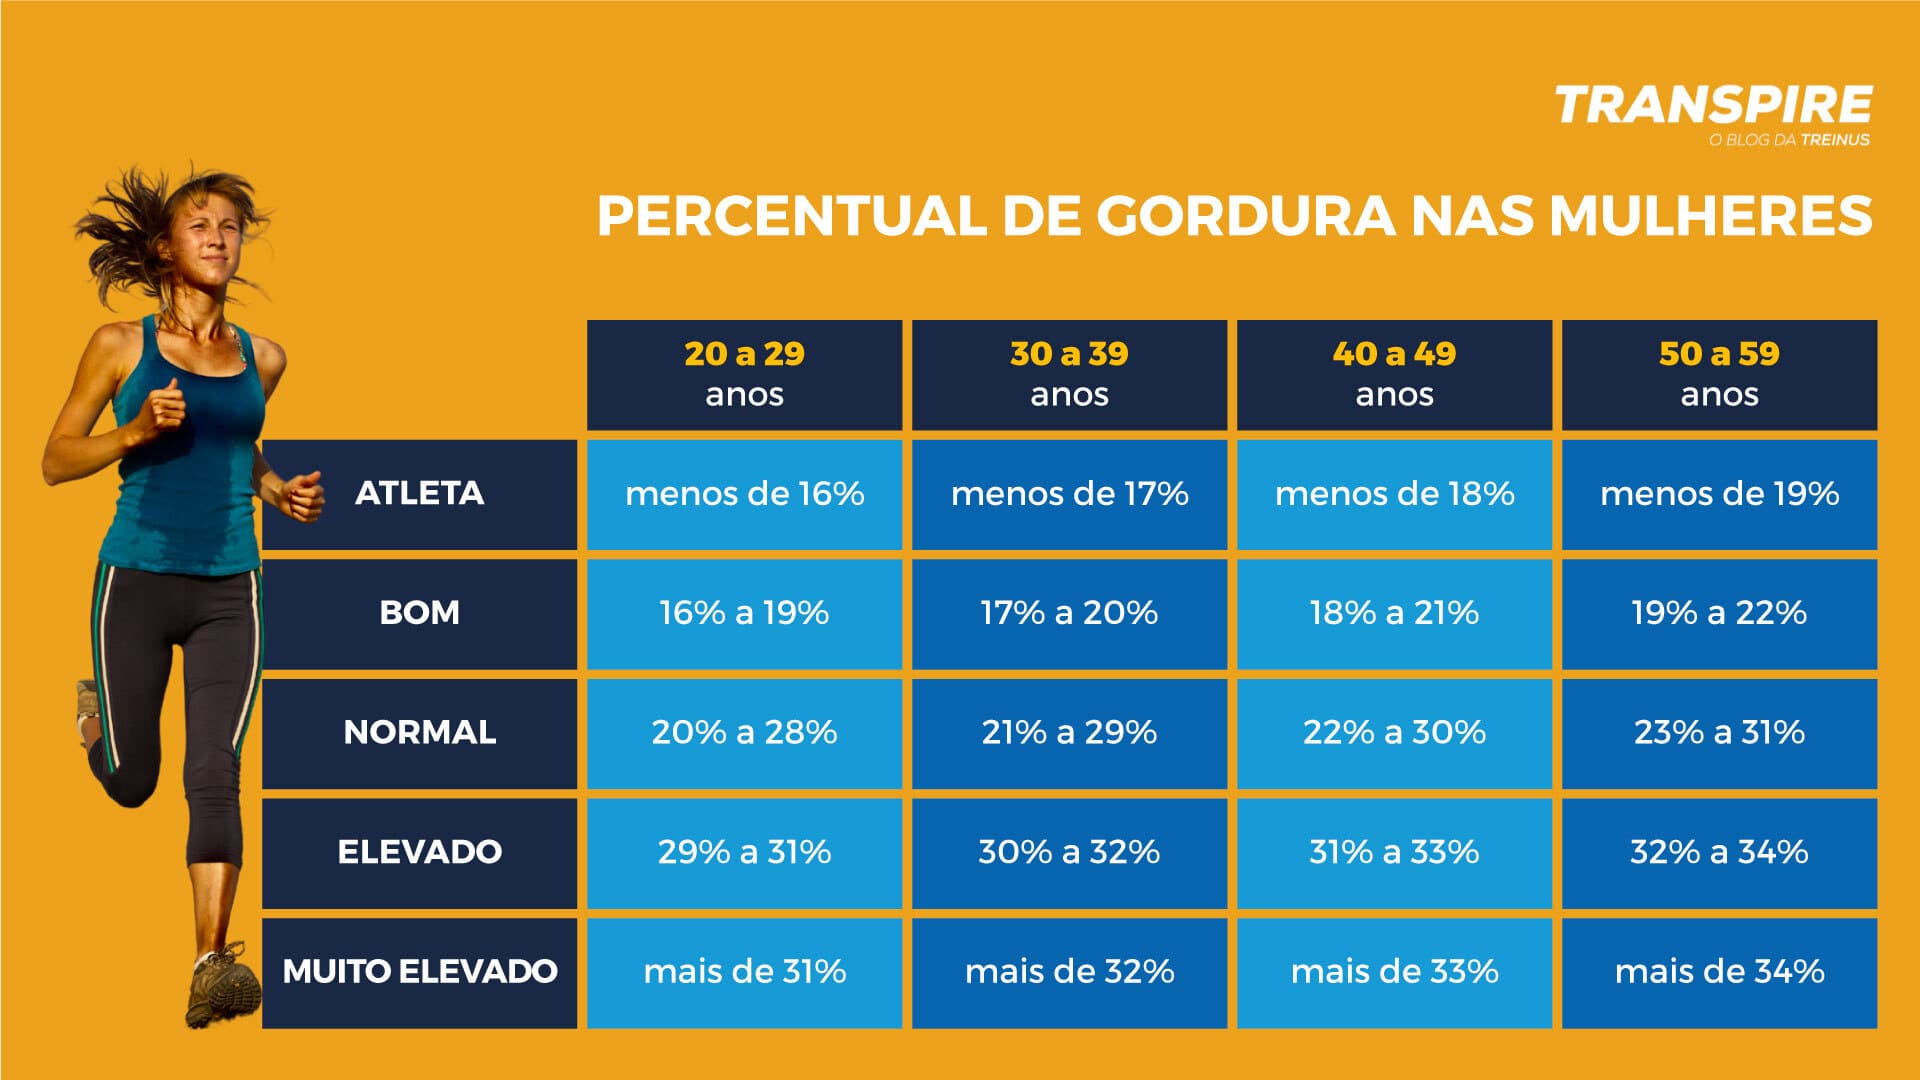 TRANSPIRE
O BLOG DA TREINUS
PERCENTUAL DE GORDURA NAS MULHERES
20 a 29 anos
30 a 39 anos
40 a 49 anos
50 a 59 anos
ATLETA menos de 16% menos de 17% menos de 18% menos de 19%
BOM 16% a 19% 17% a 20% 18% a 21% 19% a 22%
NORMAL 20% a 28% 21% a 29% 22% a 30% 23% a 31%
ELEVADO 29% a 31% 30% a 32% 31% a 33% 32% a 34%
MUITO ELEVADO mais de 31% mais de 32% mais de 33% mais de 34%